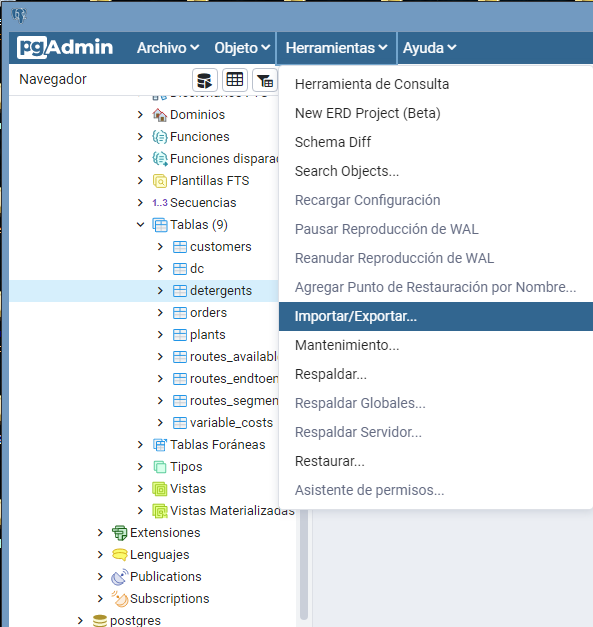 pgAdmin Archivo Objeto Herramientas Ayuda
Navegador
Dominios
Funciones
Funciones dispara
Plantillas FTS
1..3 Secuencias
Tablas (9)
customers
dc
detergents
orders
plants
routes_available
routes_endtoen
routes_segmen
variable_costs
Tablas Foráneas
Tipos
Vistas
Vistas Materializadas
Extensiones
Lenguajes
Publications
Subscriptions
postgres
Herramienta de Consulta
New ERD Project (Beta)
Schema Diff
Search Objects...
Recargar Configuración
Pausar Reproducción de WAL
Reanudar Reproducción de WAL
Agregar Punto de Restauración por Nombre...
Importar/Exportar...
Mantenimiento...
Respaldar...
Respaldar Globales...
Respaldar Servidor...
Restaurar...
Asistente de permisos...